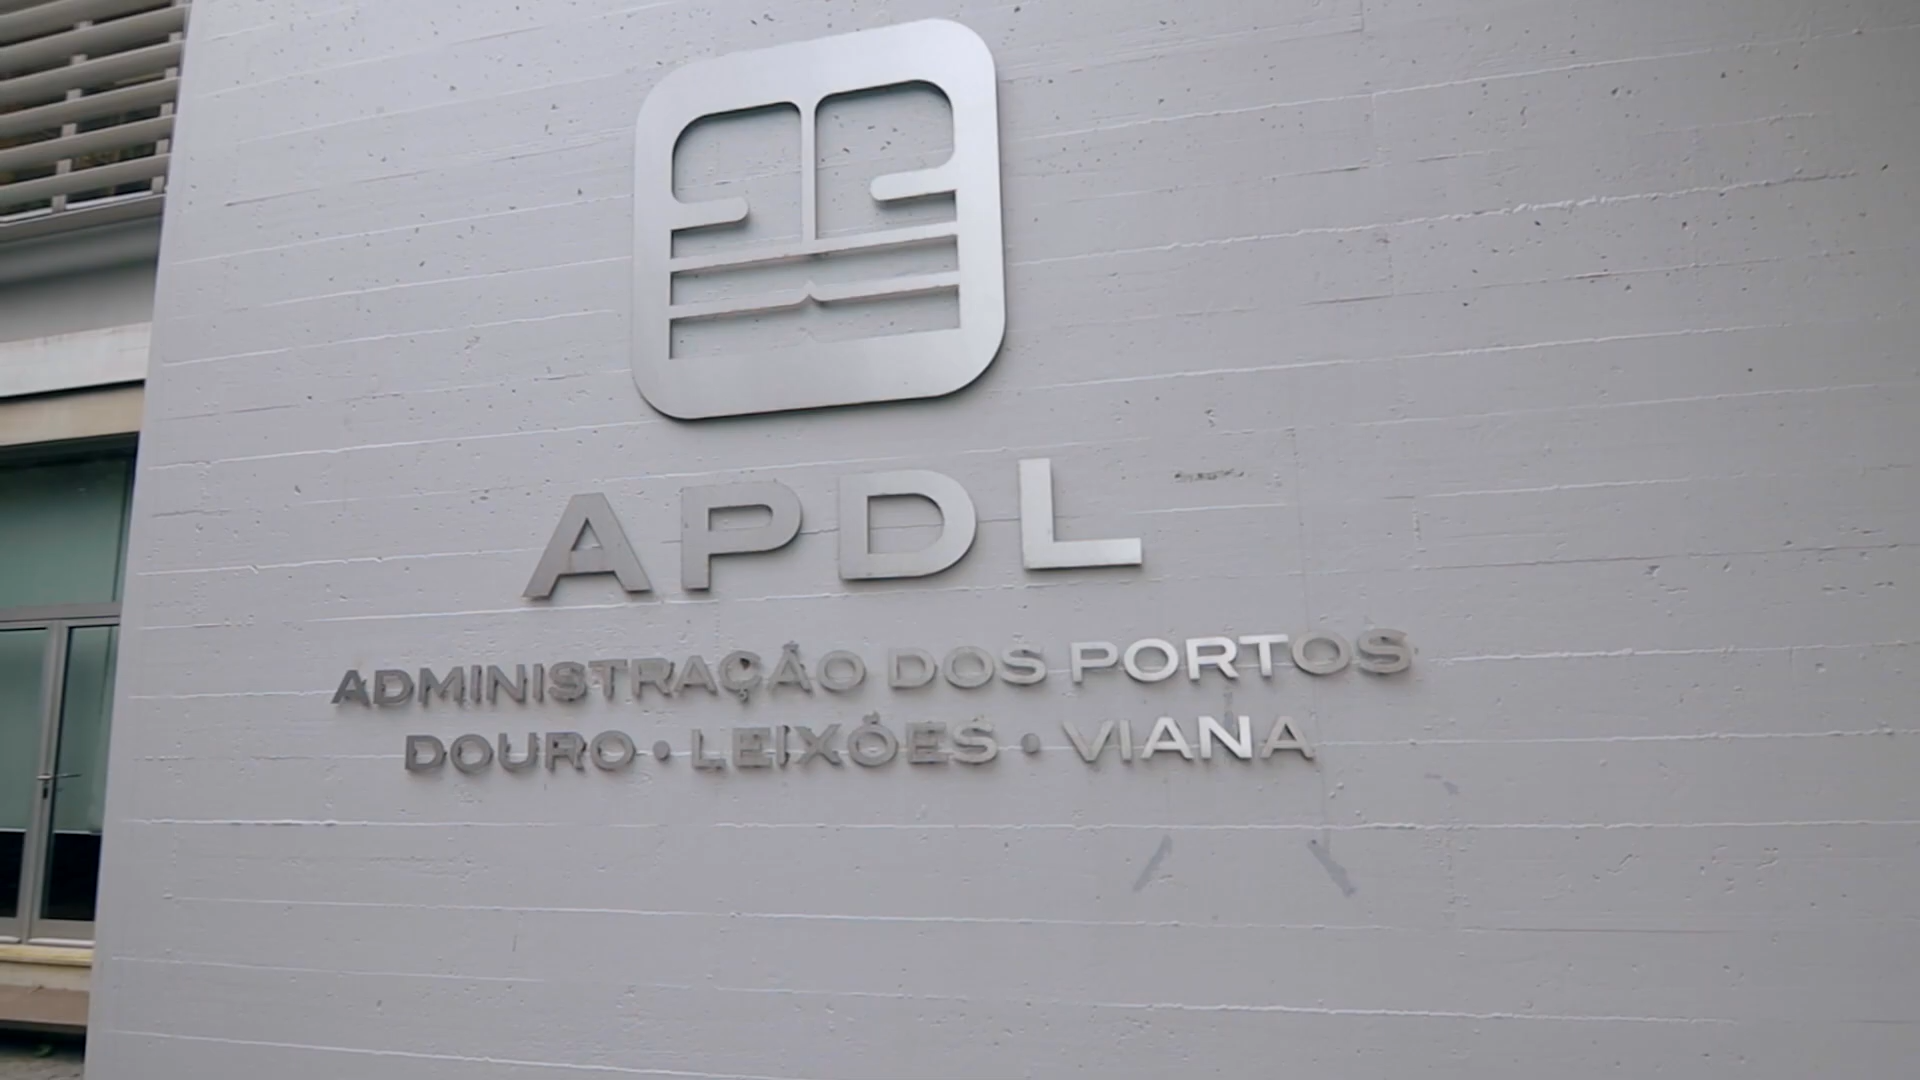 APDL
ADMINISTRAÇÃO DOS PORTOS
DOURO • LEIXÕES • VIANA